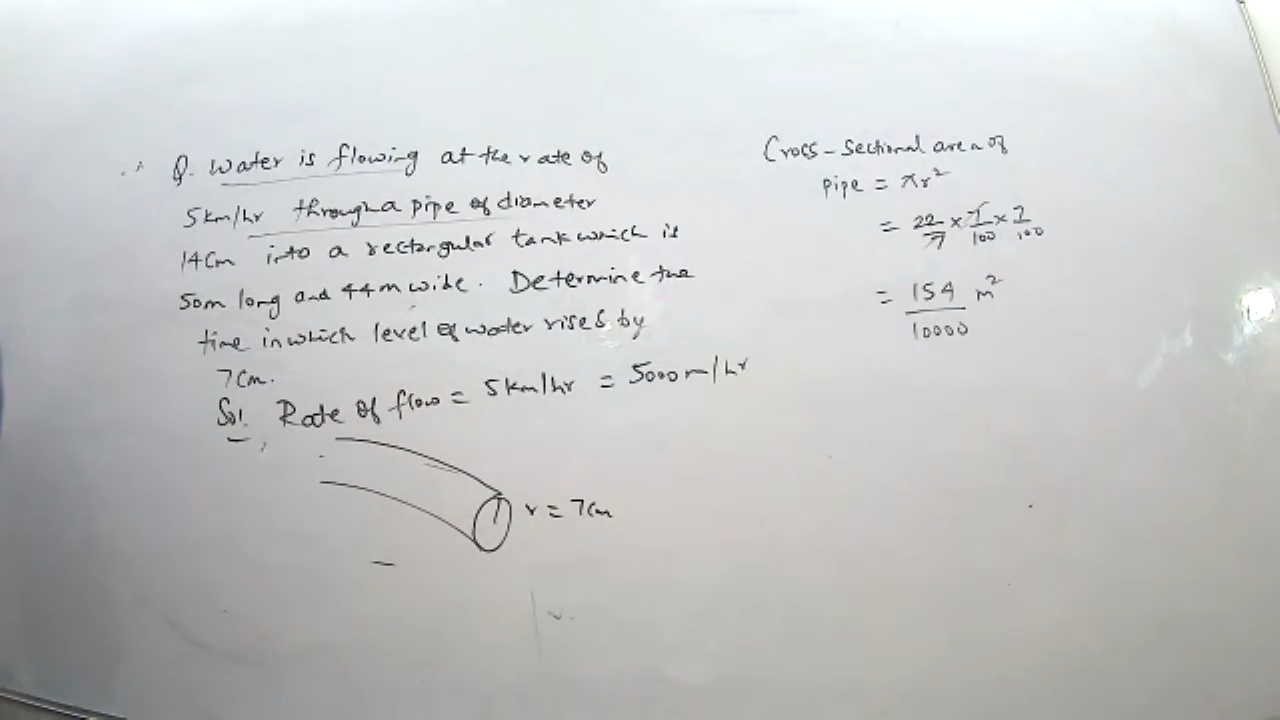 Q. water is flowing at the rate of
5km/hr through a pipe of diameter
14cm into a rectangular tank which is
50m long and 44m wide. Determine the
time in which level of water rises by
7cm.
Sol. Rate of flow = 5km/hr = 5000m/hr
r = 7cm
Cross-Sectional area of
pipe = πr²
= 22/7 × 7/100 × 7/100
= 154/10000 m²